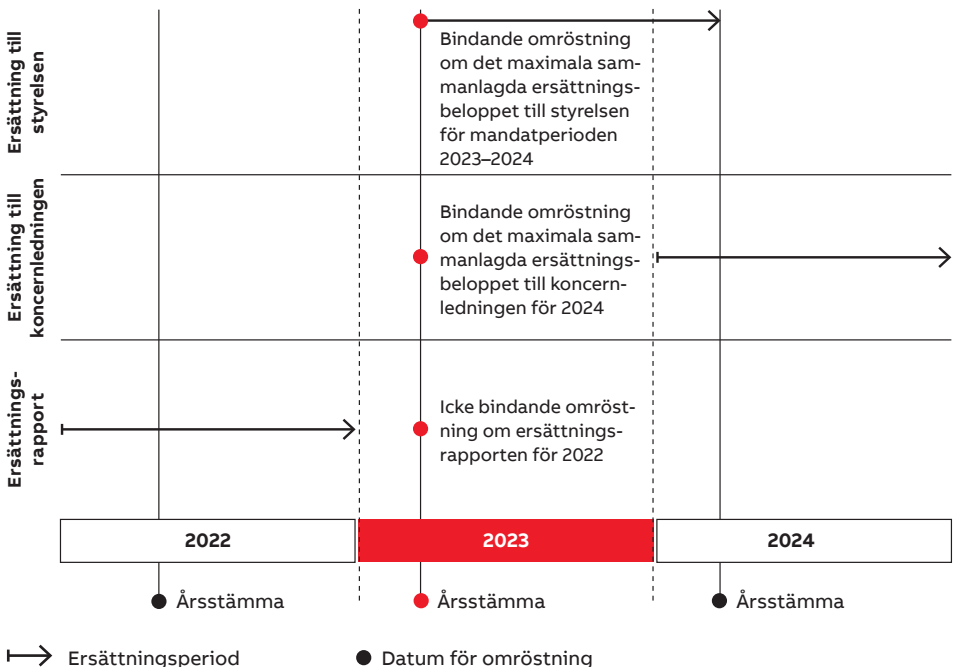 Ersättning till
styrelsen
Bindande omröstning
om det maximala sam-
manlagda ersättnings-
beloppet till styrelsen
för mandatperioden
2023–2024
Ersättning till
koncernledningen
Bindande omröstning
om det maximala sam-
manlagda ersättnings-
beloppet till koncern-
ledningen för 2024
Ersättnings-
rapport
Icke bindande omröst-
ning om ersättnings-
rapporten för 2022
2022
2023
2024
Årsstämma
Årsstämma
Årsstämma
Ersättningsperiod
Datum för omröstning